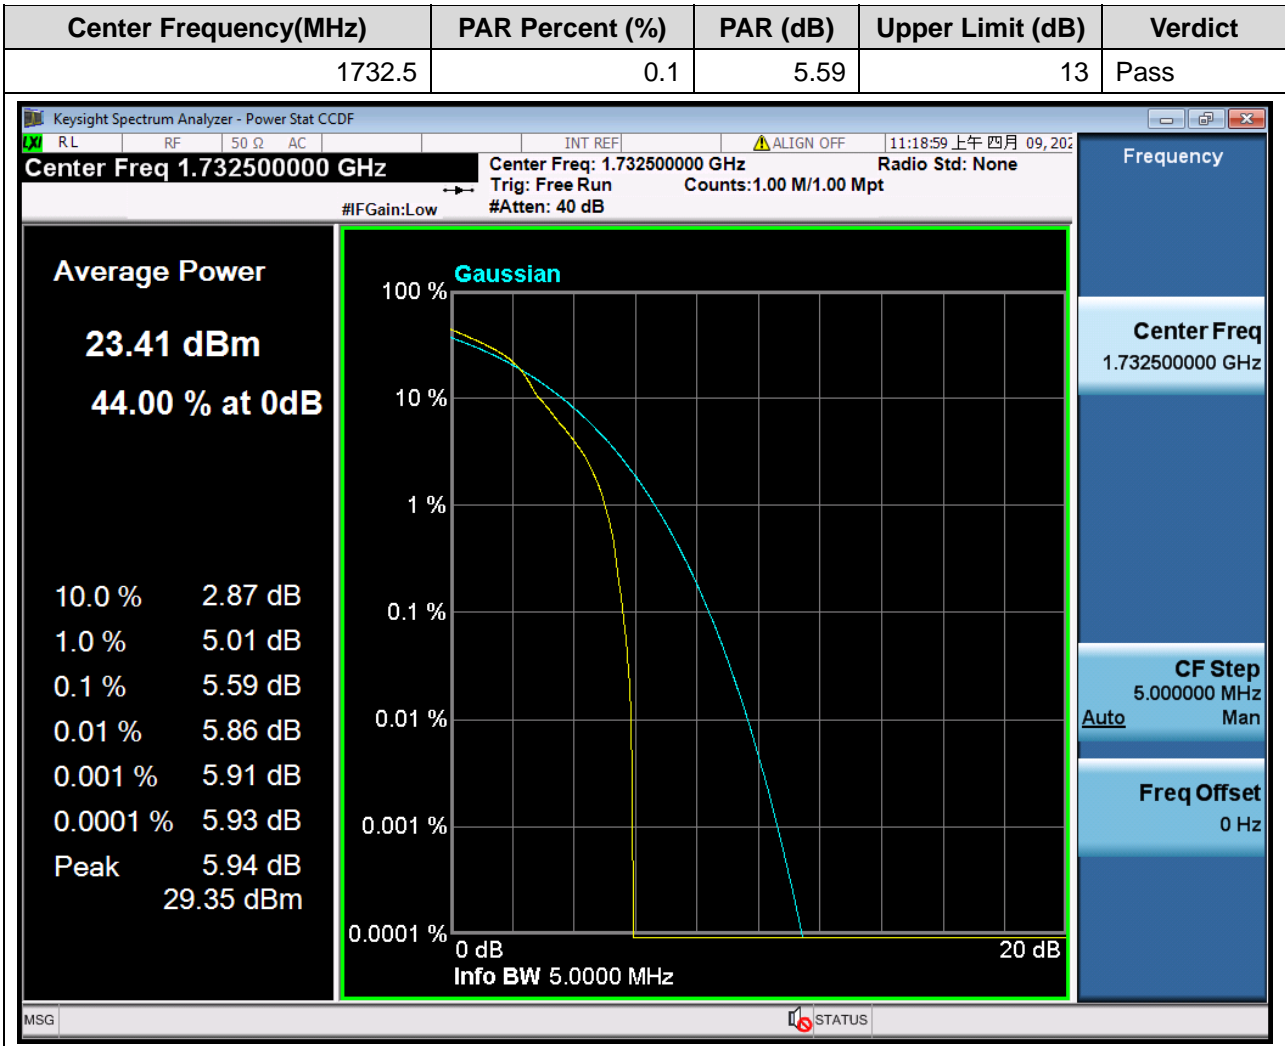 Center Frequency(MHz) PAR Percent (%) PAR (dB) Upper Limit (dB) Verdict
1732.5 0.1 5.59 13 Pass
Keysight Spectrum Analyzer - Power Stat CCDF
LXI RL RF 50 Ω AC INT REF ALIGN OFF 11:18:59 上午 四月 09, 202
Center Freq 1.732500000 GHz
#IFGain:Low
Center Freq: 1.732500000 GHz Radio Std: None
Trig: Free Run Counts:1.00 M/1.00 Mpt
#Atten: 40 dB
Average Power
23.41 dBm
44.00 % at 0dB
10.0 % 2.87 dB
1.0 % 5.01 dB
0.1 % 5.59 dB
0.01 % 5.86 dB
0.001 % 5.91 dB
0.0001 % 5.93 dB
Peak 5.94 dB
29.35 dBm
Gaussian
100 %
10 %
1 %
0.1 %
0.01 %
0.001 %
0.0001 %
0 dB 20 dB
Info BW 5.0000 MHz
Frequency
Center Freq
1.732500000 GHz
CF Step
5.000000 MHz
Auto Man
Freq Offset
0 Hz
MSG STATUS